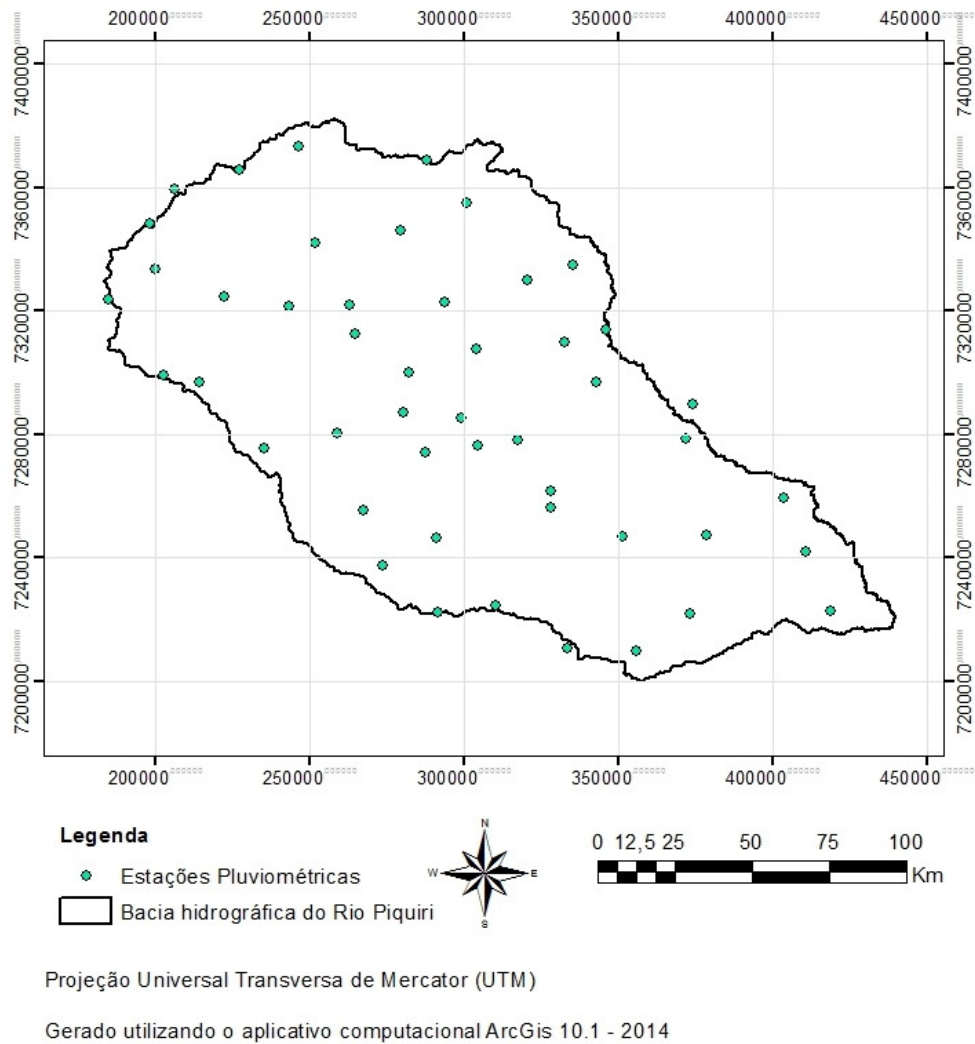 200000 250000 300000 350000 400000 450000
7400000 7400000
7360000 7360000
7320000 7320000
7280000 7280000
7240000 7240000
7200000 7200000
200000 250000 300000 350000 400000 450000
Legenda
Estações Pluviométricas
Bacia hidrográfica do Rio Piquiri
N
W E
S
0 12,5 25 50 75 100
Km
Projeção Universal Transversa de Mercator (UTM)
Gerado utilizando o aplicativo computacional ArcGis 10.1 - 2014